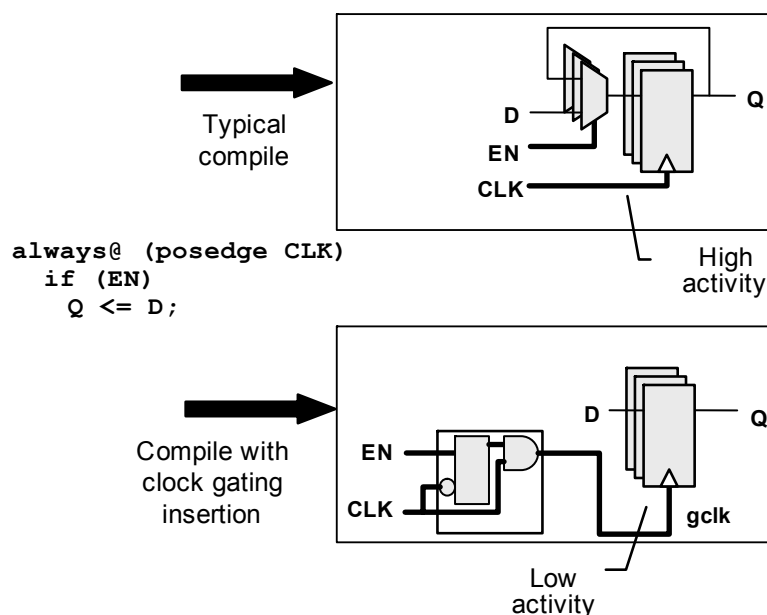 Typical
compile
D
EN
CLK
Q
High
activity
always@ (posedge CLK)
if (EN)
Q <= D;
Compile with
clock gating
insertion
D
Q
EN
CLK
gclk
Low
activity